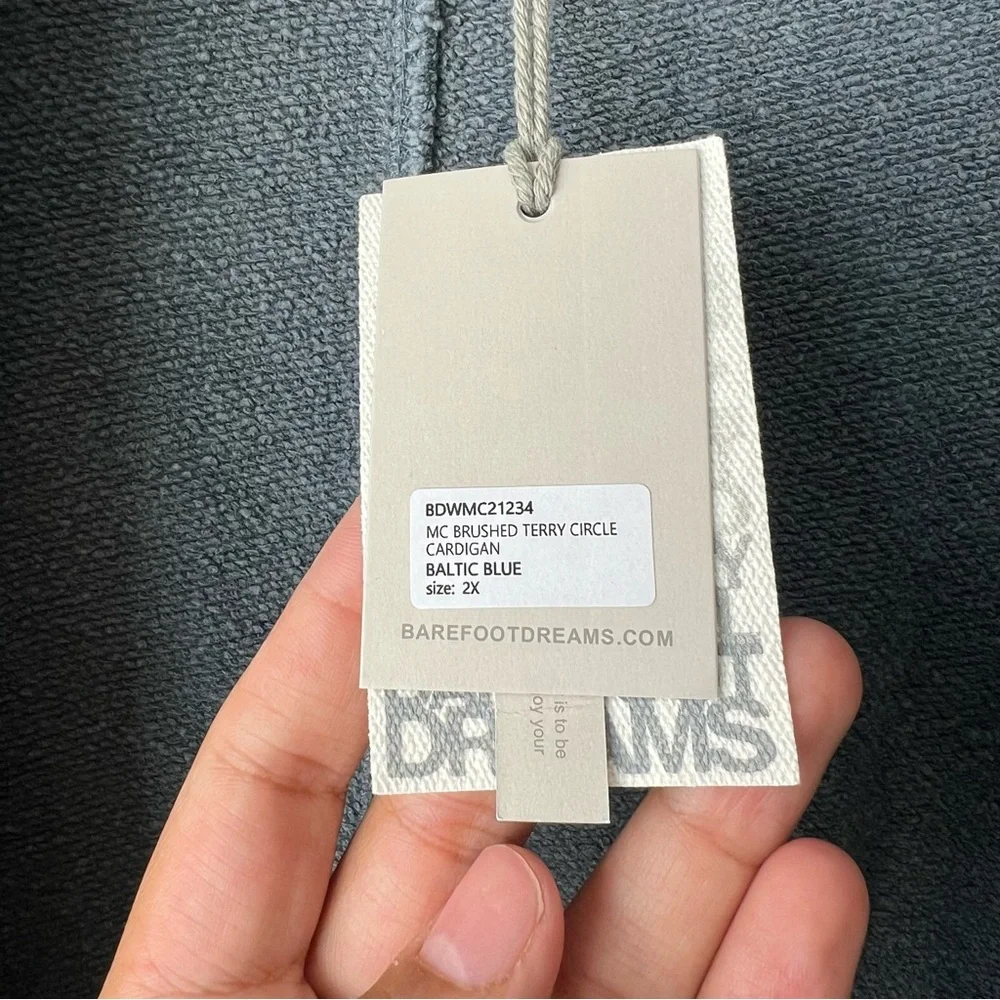 BDWMC21234
MC BRUSHED TERRY CIRCLE
CARDIGAN
BALTIC BLUE
size: 2X
BAREFOOTDREAMS.COM
DREAMS
is to be
oy your